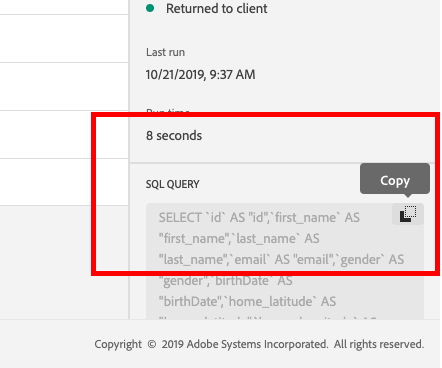 Returned to client
Last run
10/21/2019, 9:37 AM
Run time
8 seconds
Copy
SQL QUERY
SELECT `id` AS "id",`first_name` AS
"first_name",`last_name` AS
"last_name",`email` AS "email",`gender` AS
"gender",`birthDate` AS
"birthDate",`home_latitude` AS
Copyright © 2019 Adobe Systems Incorporated. All rights reserved.